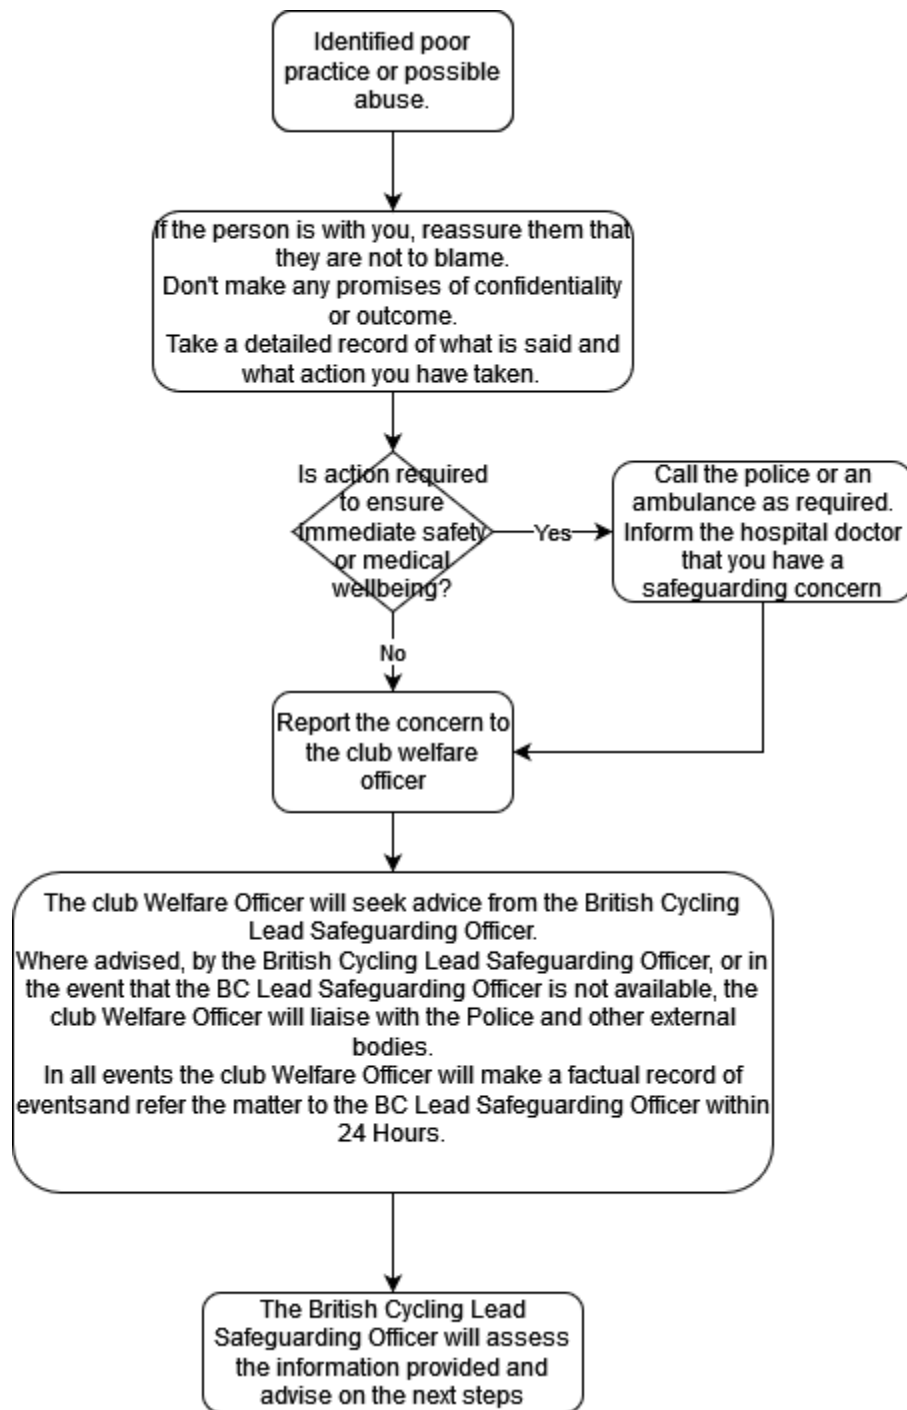 Identified poor
practice or possible
abuse.
If the person is with you, reassure them that
they are not to blame.
Don't make any promises of confidentiality
or outcome.
Take a detailed record of what is said and
what action you have taken.
Is action required
to ensure
immediate safety
or medical
wellbeing?
Yes
Call the police or an
ambulance as required.
Inform the hospital doctor
that you have a
safeguarding concern
No
Report the concern to
the club welfare
officer
The club Welfare Officer will seek advice from the British Cycling
Lead Safeguarding Officer.
Where advised, by the British Cycling Lead Safeguarding Officer, or in
the event that the BC Lead Safeguarding Officer is not available, the
club Welfare Officer will liaise with the Police and other external
bodies.
In all events the club Welfare Officer will make a factual record of
eventsand refer the matter to the BC Lead Safeguarding Officer within
24 Hours.
The British Cycling Lead
Safeguarding Officer will assess
the information provided and
advise on the next steps